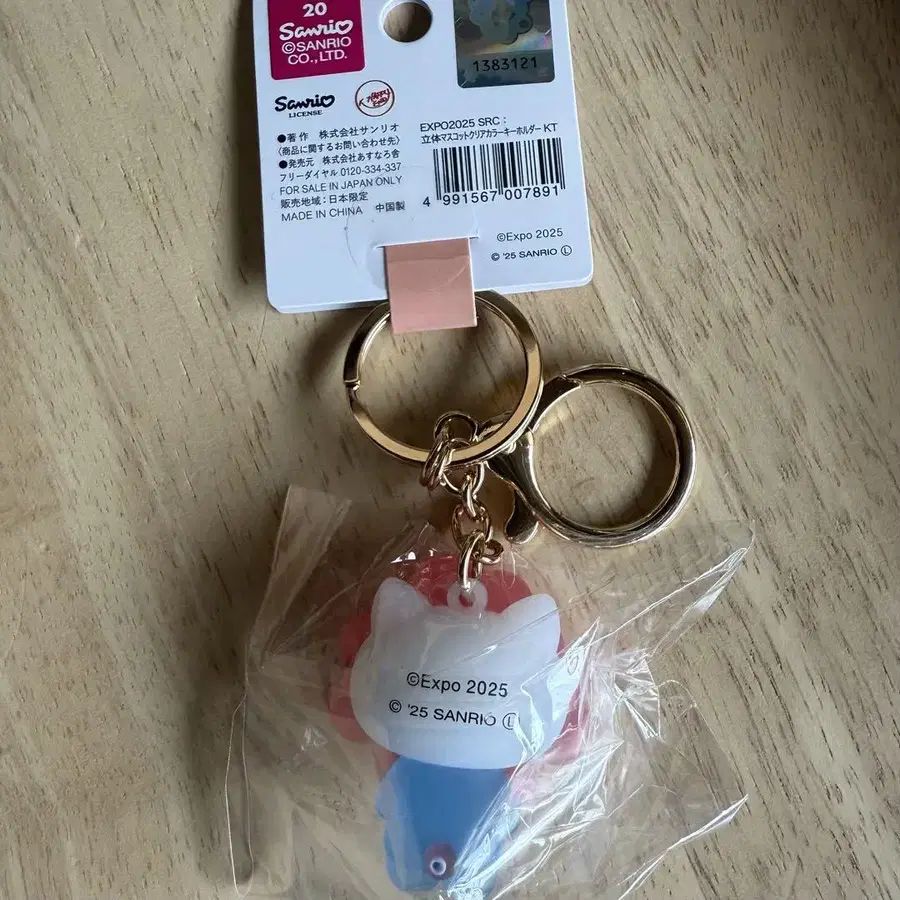 20
Sanrio
©SANRIO
CO.,LTD.
1383121
Sanrio
LICENSE
●著作 株式会社サンリオ
〈商品に関するお問い合わせ先〉
●発売元 株式会社あすなろ舎
フリーダイヤル 0120-334-337
FOR SALE IN JAPAN ONLY
販売地域:日本限定
MADE IN CHINA 中国製
EXPO2025 SRC:
立体マスコットクリアカラーキーホルダー KT
4 991567 007891
©Expo 2025
© '25 SANRIO Ⓛ
©Expo 2025
© '25 SANRIO Ⓛ